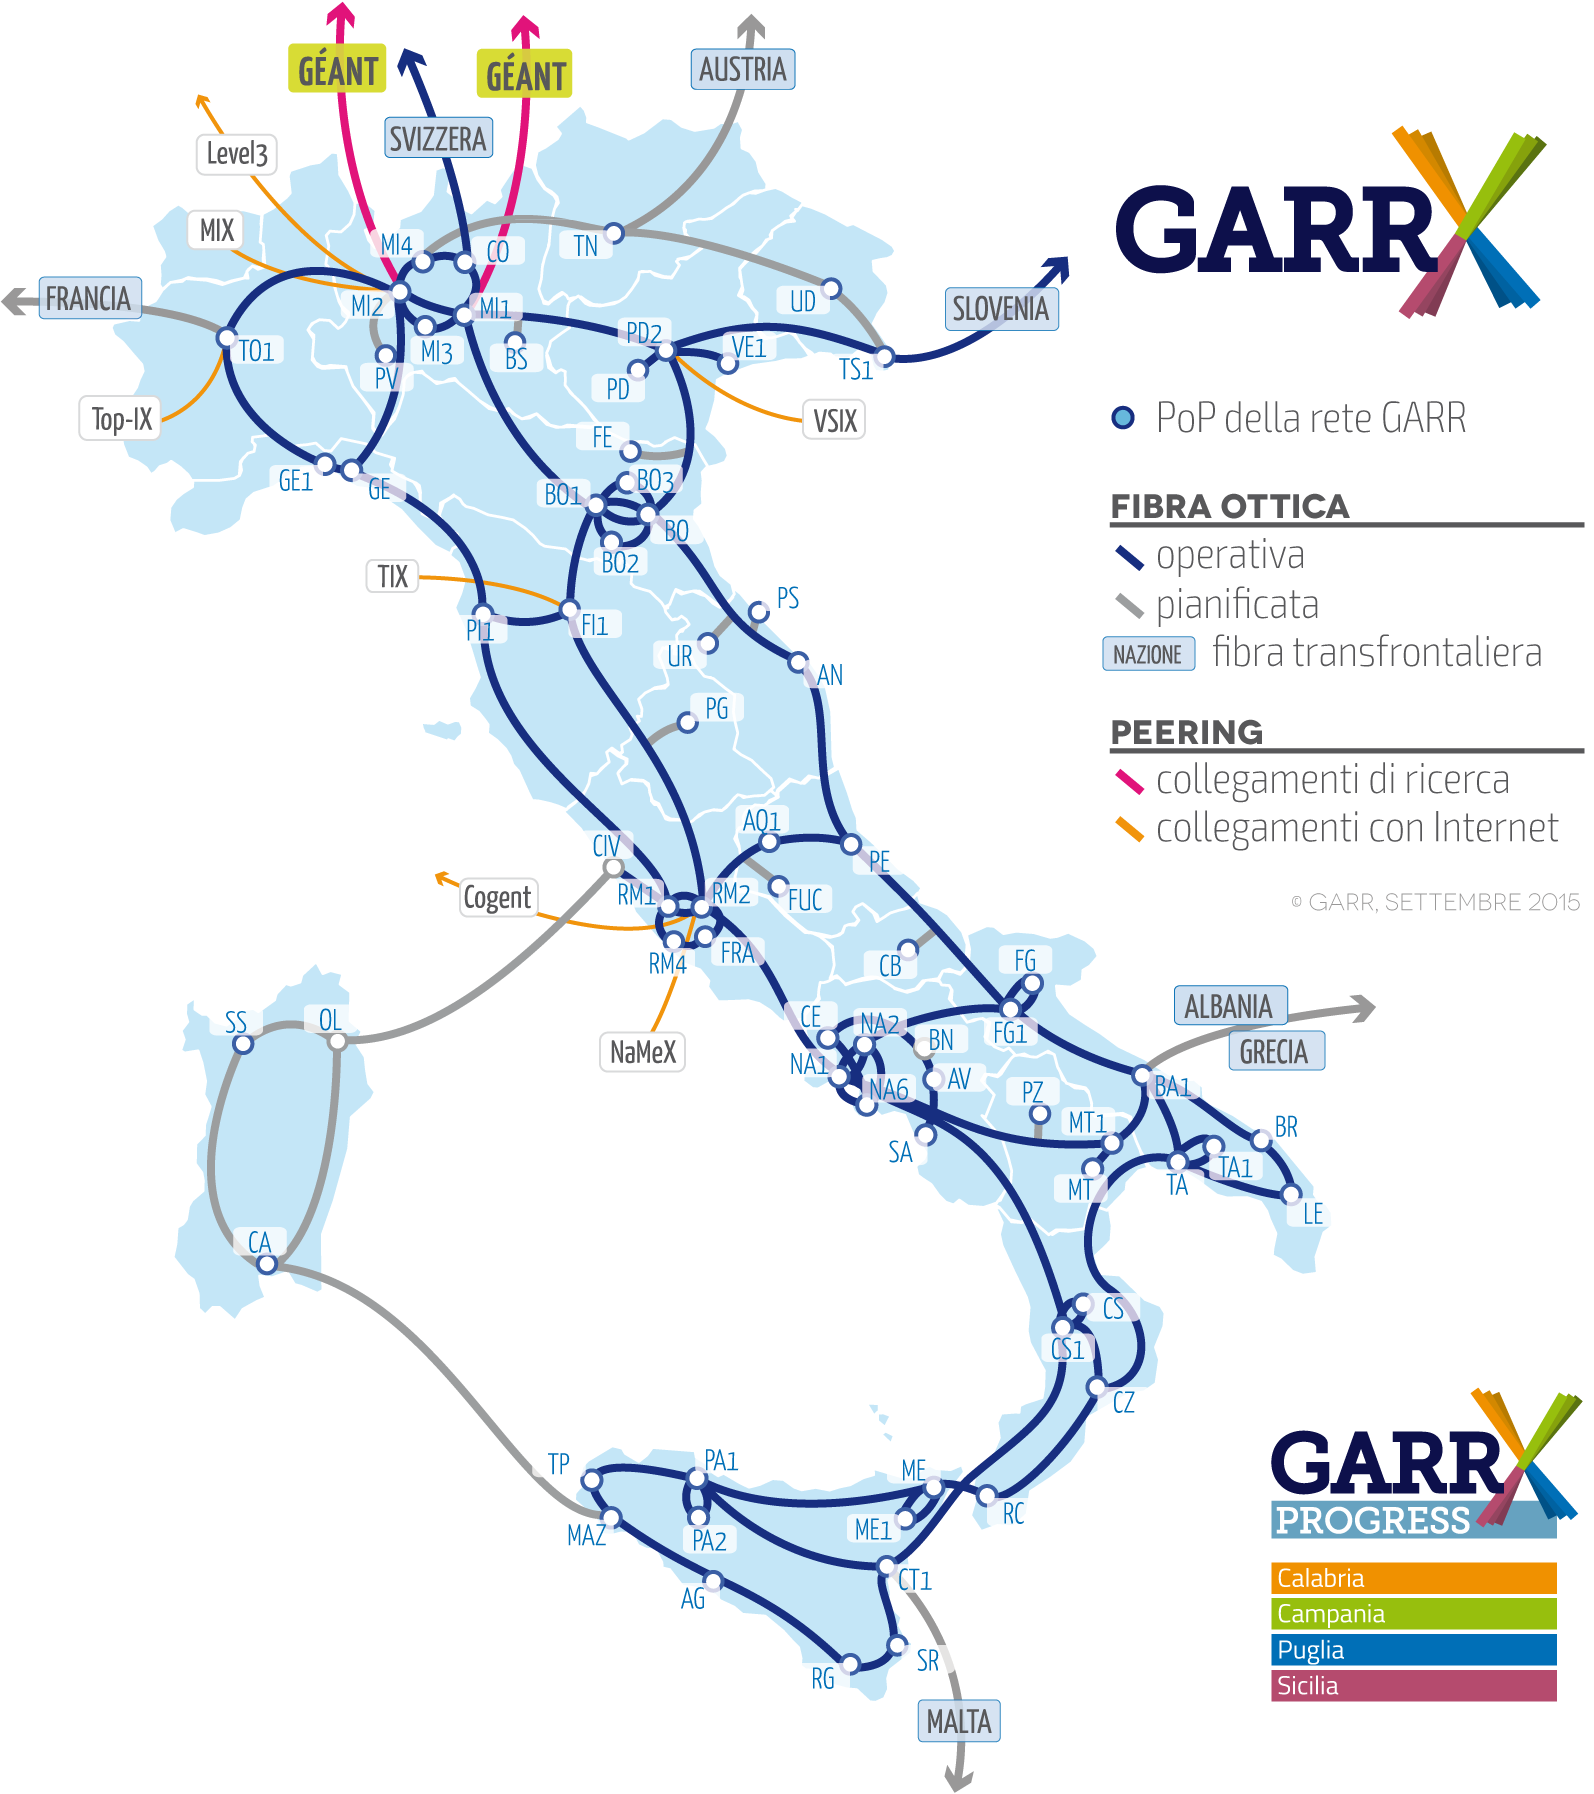 GÉANT
GÉANT
AUSTRIA
SVIZZERA
Level3
MIX
MI4
CO
TN
FRANCIA
MI2
MI1
UD
SLOVENIA
GARR
TO1
MI3
BS
PD2
VE1
TS1
PV
PD
Top-IX
VSIX
PoP della rete GARR
FE
GE1
GE
BO1
BO3
BO
BO2
FIBRA OTTICA
operativa
pianificata
NAZIONE fibra transfrontaliera
TIX
PI1
FI1
PS
UR
AN
PG
PEERING
collegamenti di ricerca
collegamenti con Internet
AQ1
CIV
PE
RM1
RM2
FUC
Cogent
© GARR, SETTEMBRE 2015
RM4
FRA
CB
FG
NaMeX
CE
NA2
BN
FG1
ALBANIA
GRECIA
SS
OL
NA1
NA6
AV
PZ
BA1
MT1
BR
SA
MT
TA
TA1
LE
CA
CS
CS1
CZ
TP
PA1
ME
MAZ
PA2
ME1
RC
GARR
PROGRESS
AG
CT1
Calabria
Campania
Puglia
Sicilia
RG
SR
MALTA